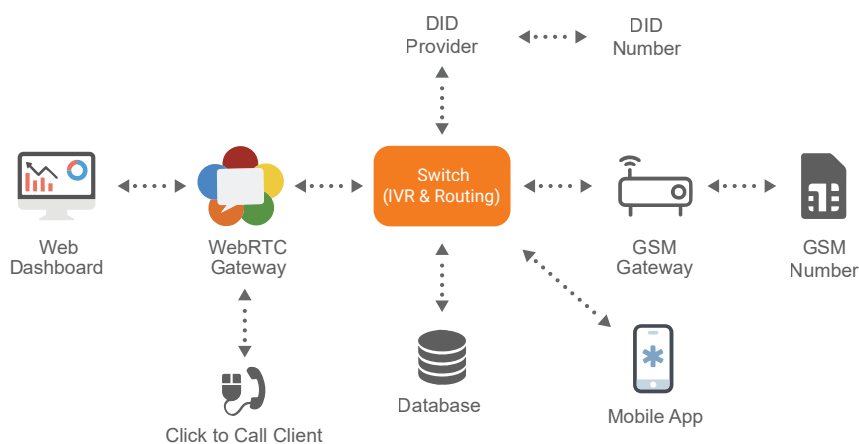 DID
Provider
DID
Number
Switch
(IVR & Routing)
Web
Dashboard
WebRTC
Gateway
GSM
Gateway
GSM
Number
Database
Mobile App
Click to Call Client